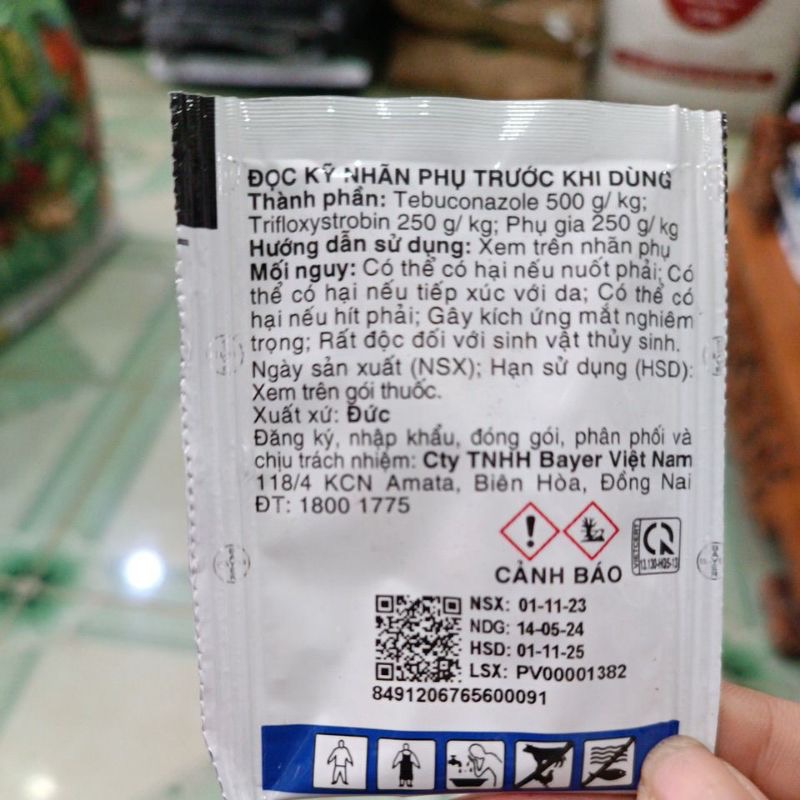 ĐỌC KỸ NHÃN PHỤ TRƯỚC KHI DÙNG
Thành phần: Tebuconazole 500 g/ kg;
Trifloxystrobin 250 g/ kg; Phụ gia 250 g/ kg
Hướng dẫn sử dụng: Xem trên nhãn phụ
Mối nguy: Có thể có hại nếu nuốt phải; Có
thể có hại nếu tiếp xúc với da; Có thể có
hại nếu hít phải; Gây kích ứng mắt nghiêm
trọng; Rất độc đối với sinh vật thủy sinh.
Ngày sản xuất (NSX); Hạn sử dụng (HSD):
Xem trên gói thuốc.
Xuất xứ: Đức
Đăng ký, nhập khẩu, đóng gói, phân phối và
chịu trách nhiệm: Cty TNHH Bayer Việt Nam
118/4 KCN Amata, Biên Hòa, Đồng Nai
ĐT: 1800 1775
CẢNH BÁO
NSX: 01-11-23
NDG: 14-05-24
HSD: 01-11-25
LSX: PV00001382
8491206765600091